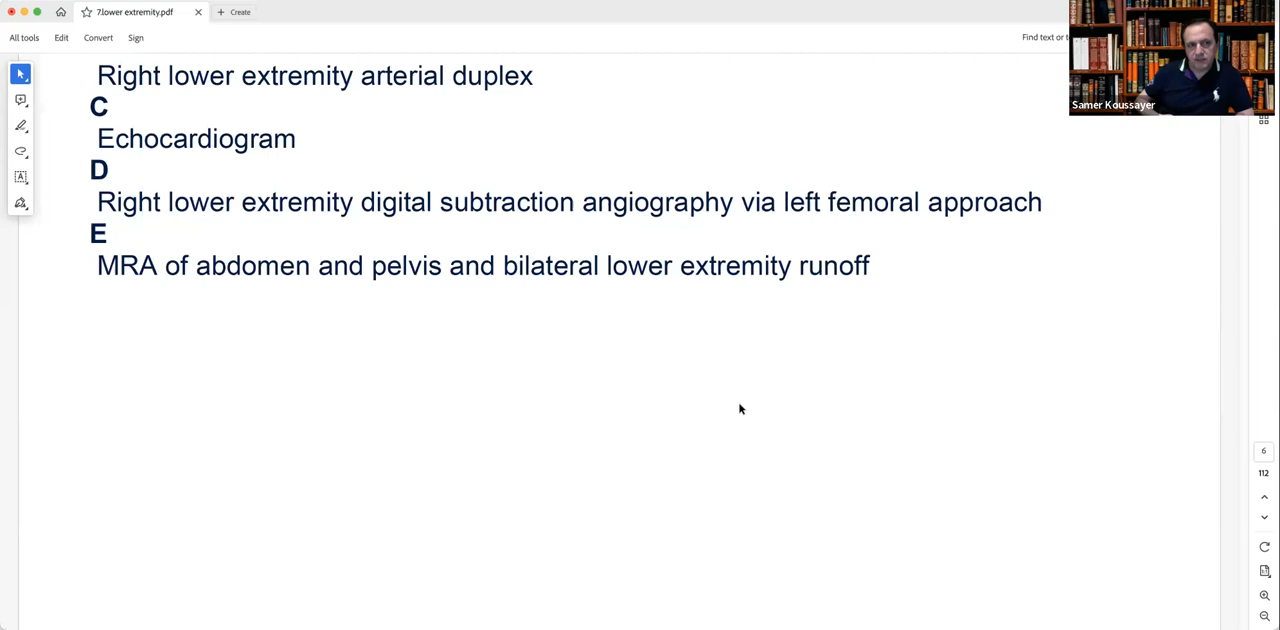 7.lower extremity.pdf
Create
All tools
Edit
Convert
Sign
Find text or t
Samer Koussayer
Right lower extremity arterial duplex
C
Echocardiogram
D
Right lower extremity digital subtraction angiography via left femoral approach
E
MRA of abdomen and pelvis and bilateral lower extremity runoff
6
112